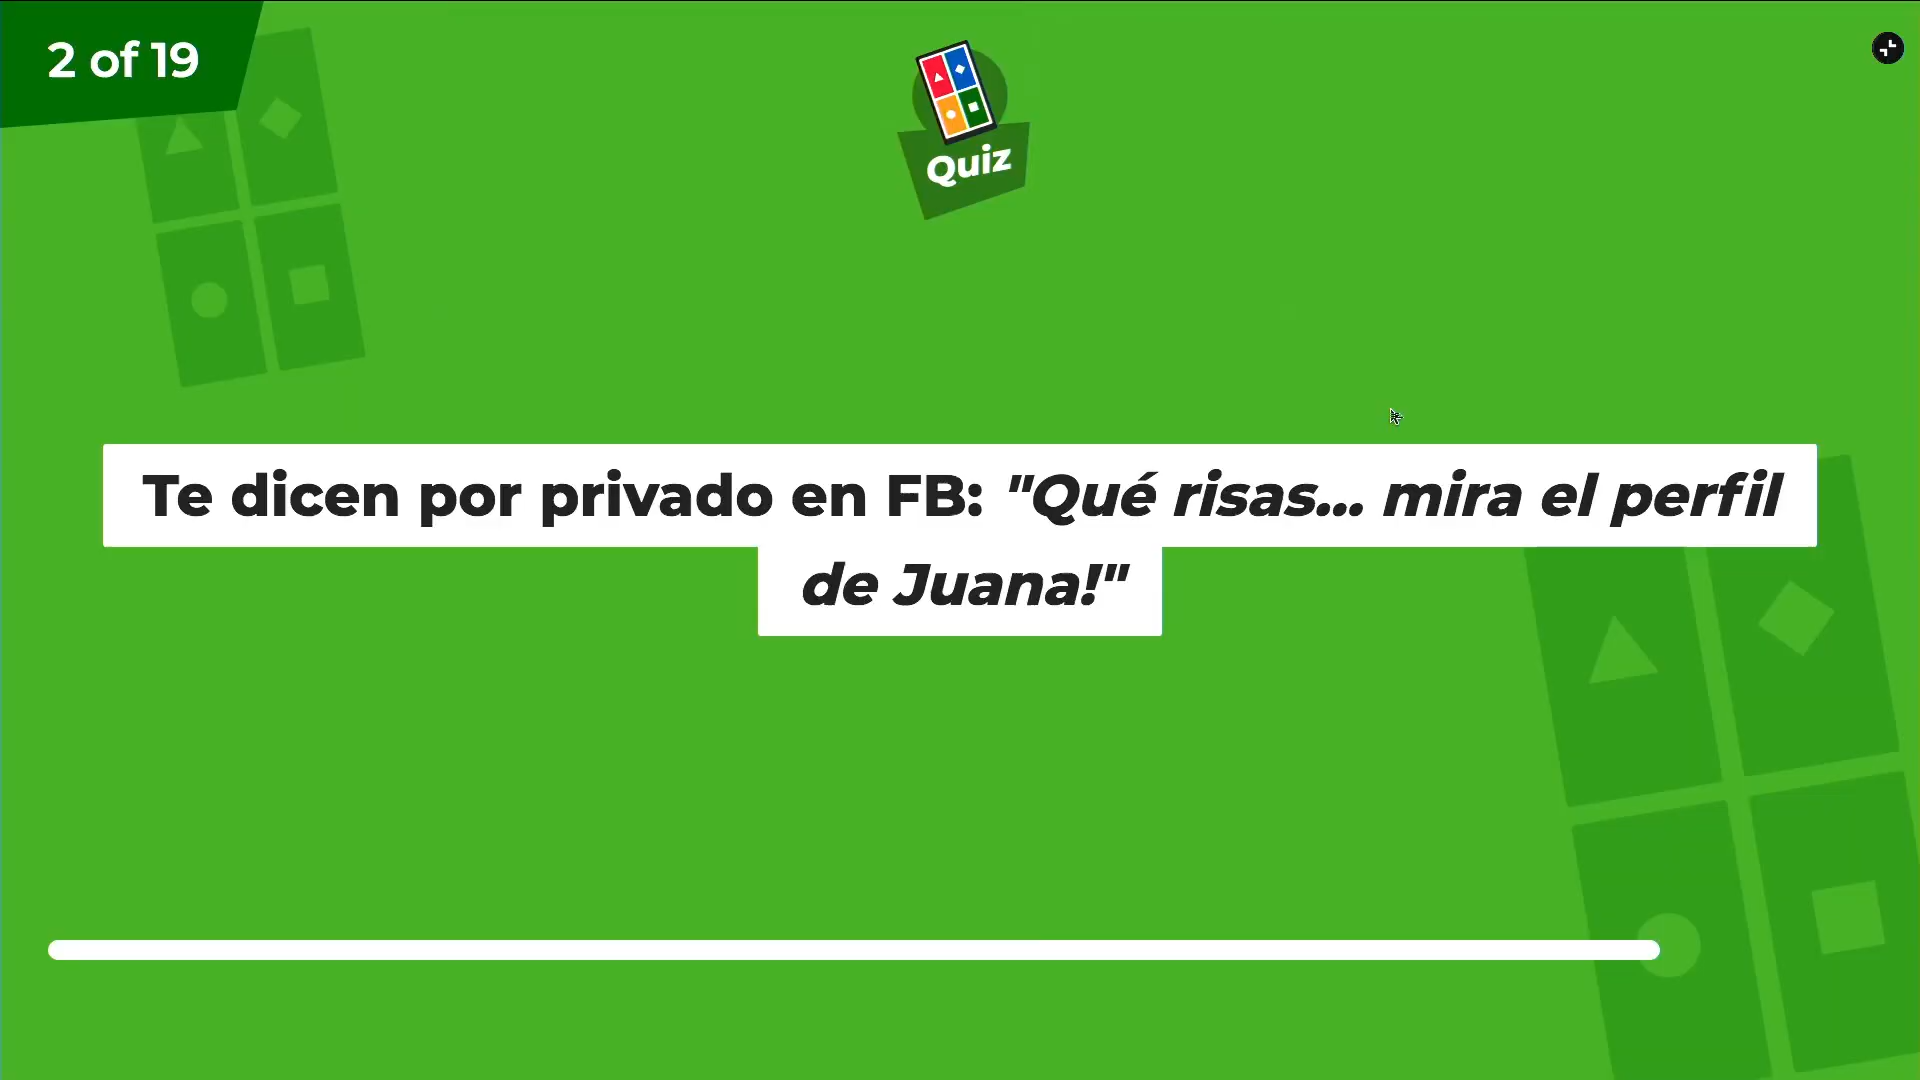 2 of 19
Quiz
Te dicen por privado en FB: "Qué risas... mira el perfil
de Juana!"